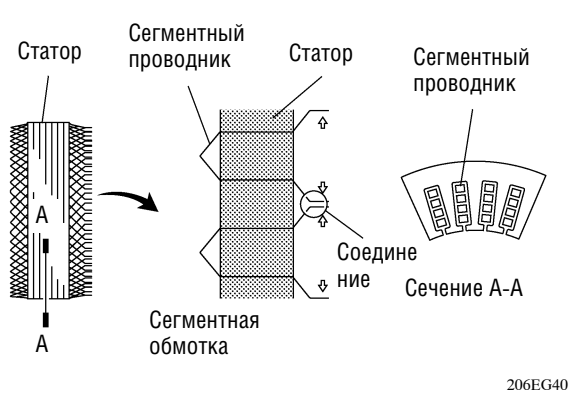 Статор
Сегментный
проводник
Статор
Сегментный
проводник
А
А
Соедине
ние
Сегментная
обмотка
Сечение А-А
206EG40